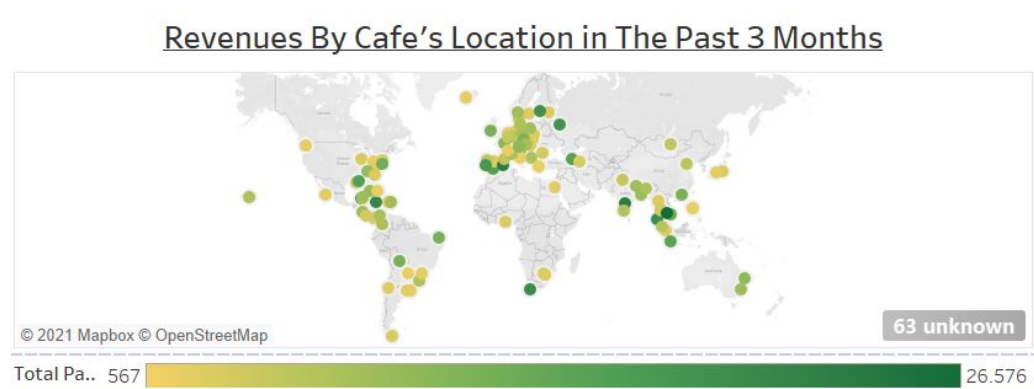 Revenues By Cafe's Location in The Past 3 Months
63 unknown
© 2021 Mapbox © OpenStreetMap
Total Pa.. 567 26.576